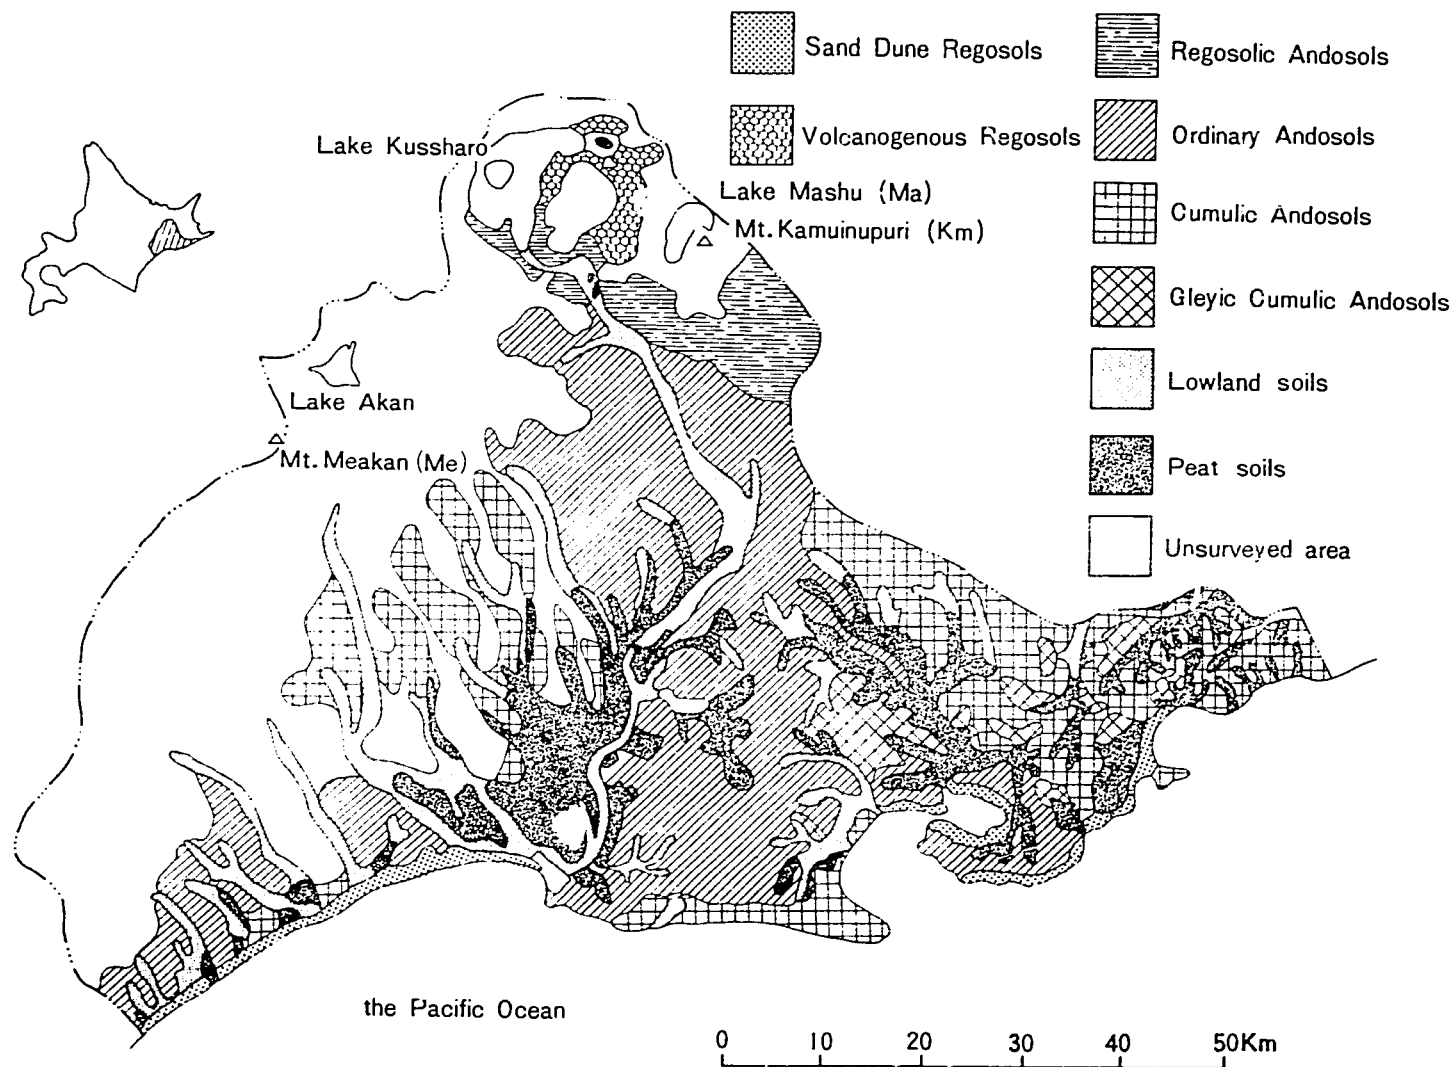 Sand Dune Regosols
Regosolic Andosols
Volcanogenous Regosols
Ordinary Andosols
Lake Kussharo
Lake Mashu (Ma)
Mt. Kamuinupuri (Km)
Cumulic Andosols
Gleyic Cumulic Andosols
Lake Akan
Lowland soils
Mt. Meakan (Me)
Peat soils
Unsurveyed area
the Pacific Ocean
0 10 20 30 40 50Km